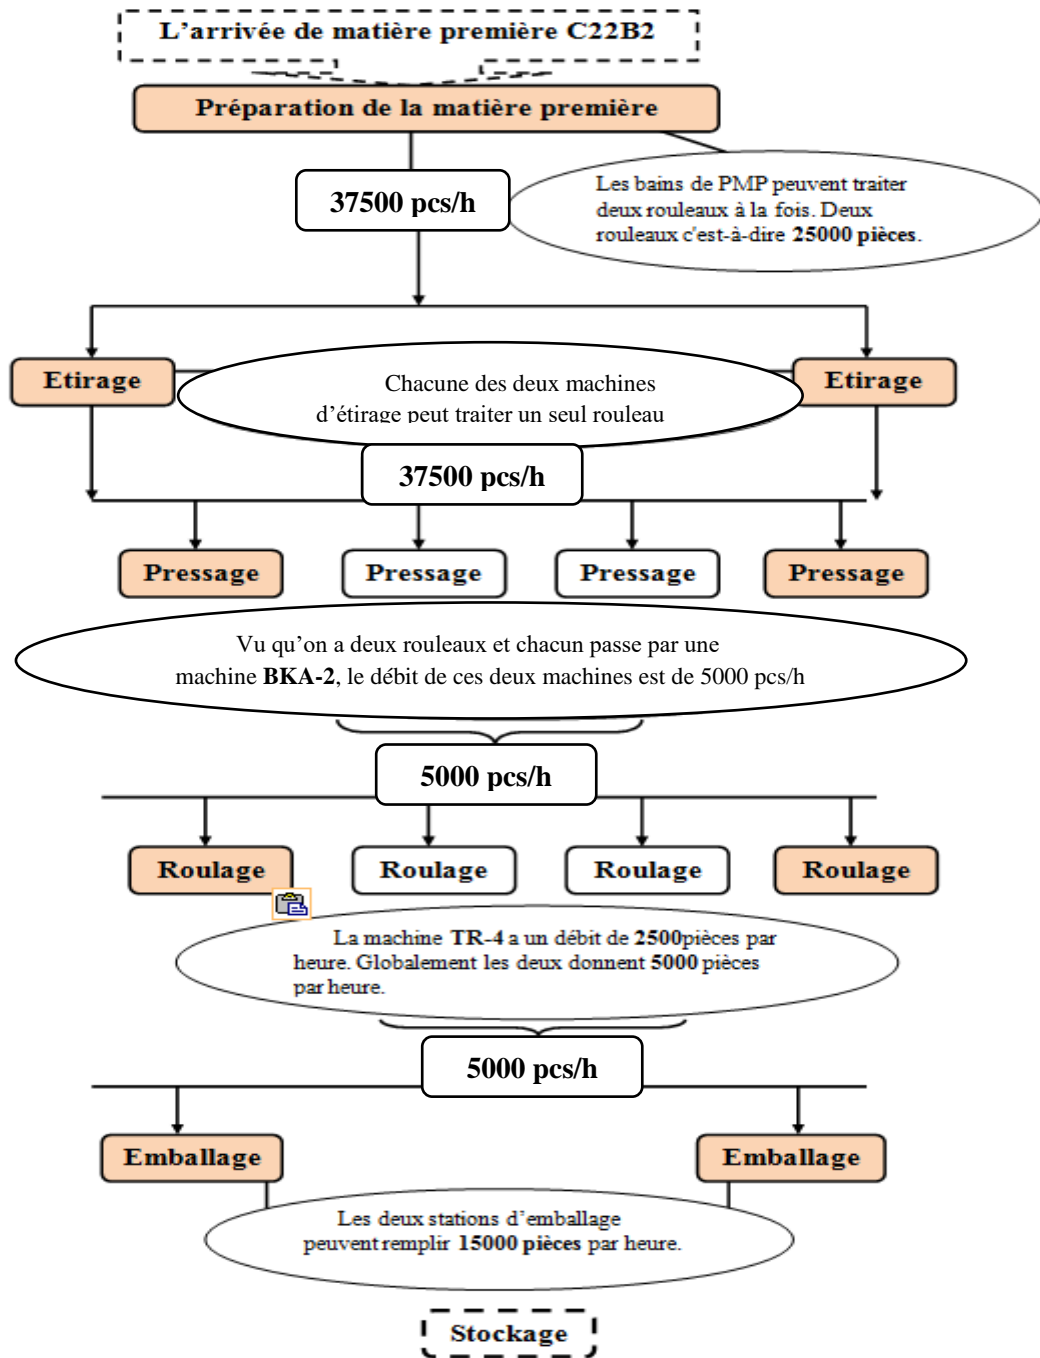 L'arrivée de matière première C22B2
Préparation de la matière première
37500 pcs/h
Les bains de PMP peuvent traiter
deux rouleaux à la fois. Deux
rouleaux c'est-à-dire 25000 pièces.
Etirage
Chacune des deux machines
d'étirage peut traiter un seul rouleau
Etirage
37500 pcs/h
Pressage
Pressage
Pressage
Pressage
Vu qu'on a deux rouleaux et chacun passe par une
machine BKA-2, le débit de ces deux machines est de 5000 pcs/h
5000 pcs/h
Roulage
Roulage
Roulage
Roulage
La machine TR-4 a un débit de 2500pièces par
heure. Globalement les deux donnent 5000 pièces
par heure.
5000 pcs/h
Emballage
Emballage
Les deux stations d'emballage
peuvent remplir 15000 pièces par heure.
Stockage